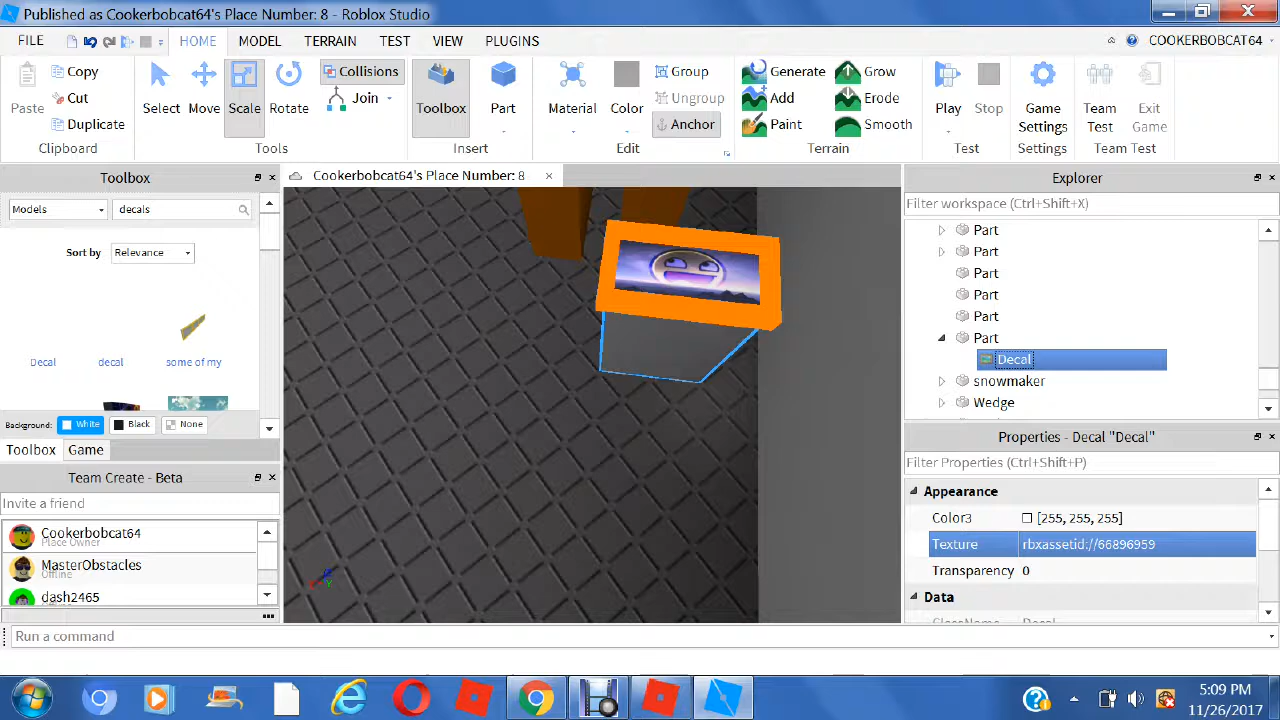 Published as Cookerbobcat64's Place Number: 8 - Roblox Studio
FILE HOME MODEL TERRAIN TEST VIEW PLUGINS COOKERBOBCAT64
Paste Copy Cut Duplicate
Clipboard
ect Move Scale Rotate Collisions Join
Tools
Toolbox Part
Insert
Material Color Group Ungroup Anchor
Edit
Generate Grow
Add Erode
Paint Smooth
Terrain
Play Stop
Test
Game Settings
Settings
Team Test Exit Game
Team Test
Toolbox
Models decals
Sort by Relevance
Decal decal some of my
Background: White Black None
Toolbox Game
Team Create - Beta
Invite a friend
Cookerbobcat64
Place Owner
MasterObstacles
Offline
dash2465
Offline
Cookerbobcat64's Place Number: 8
Explorer
Filter workspace (Ctrl+Shift+X)
Part
Part
Part
Part
Part
Part
Decal
snowmaker
Wedge
Properties - Decal "Decal"
Filter Properties (Ctrl+Shift+P)
Appearance
Color3 [255, 255, 255]
Texture rbxassetid://66896959
Transparency 0
Data
ClassName Decal
Run a command
5:09 PM
11/26/2017